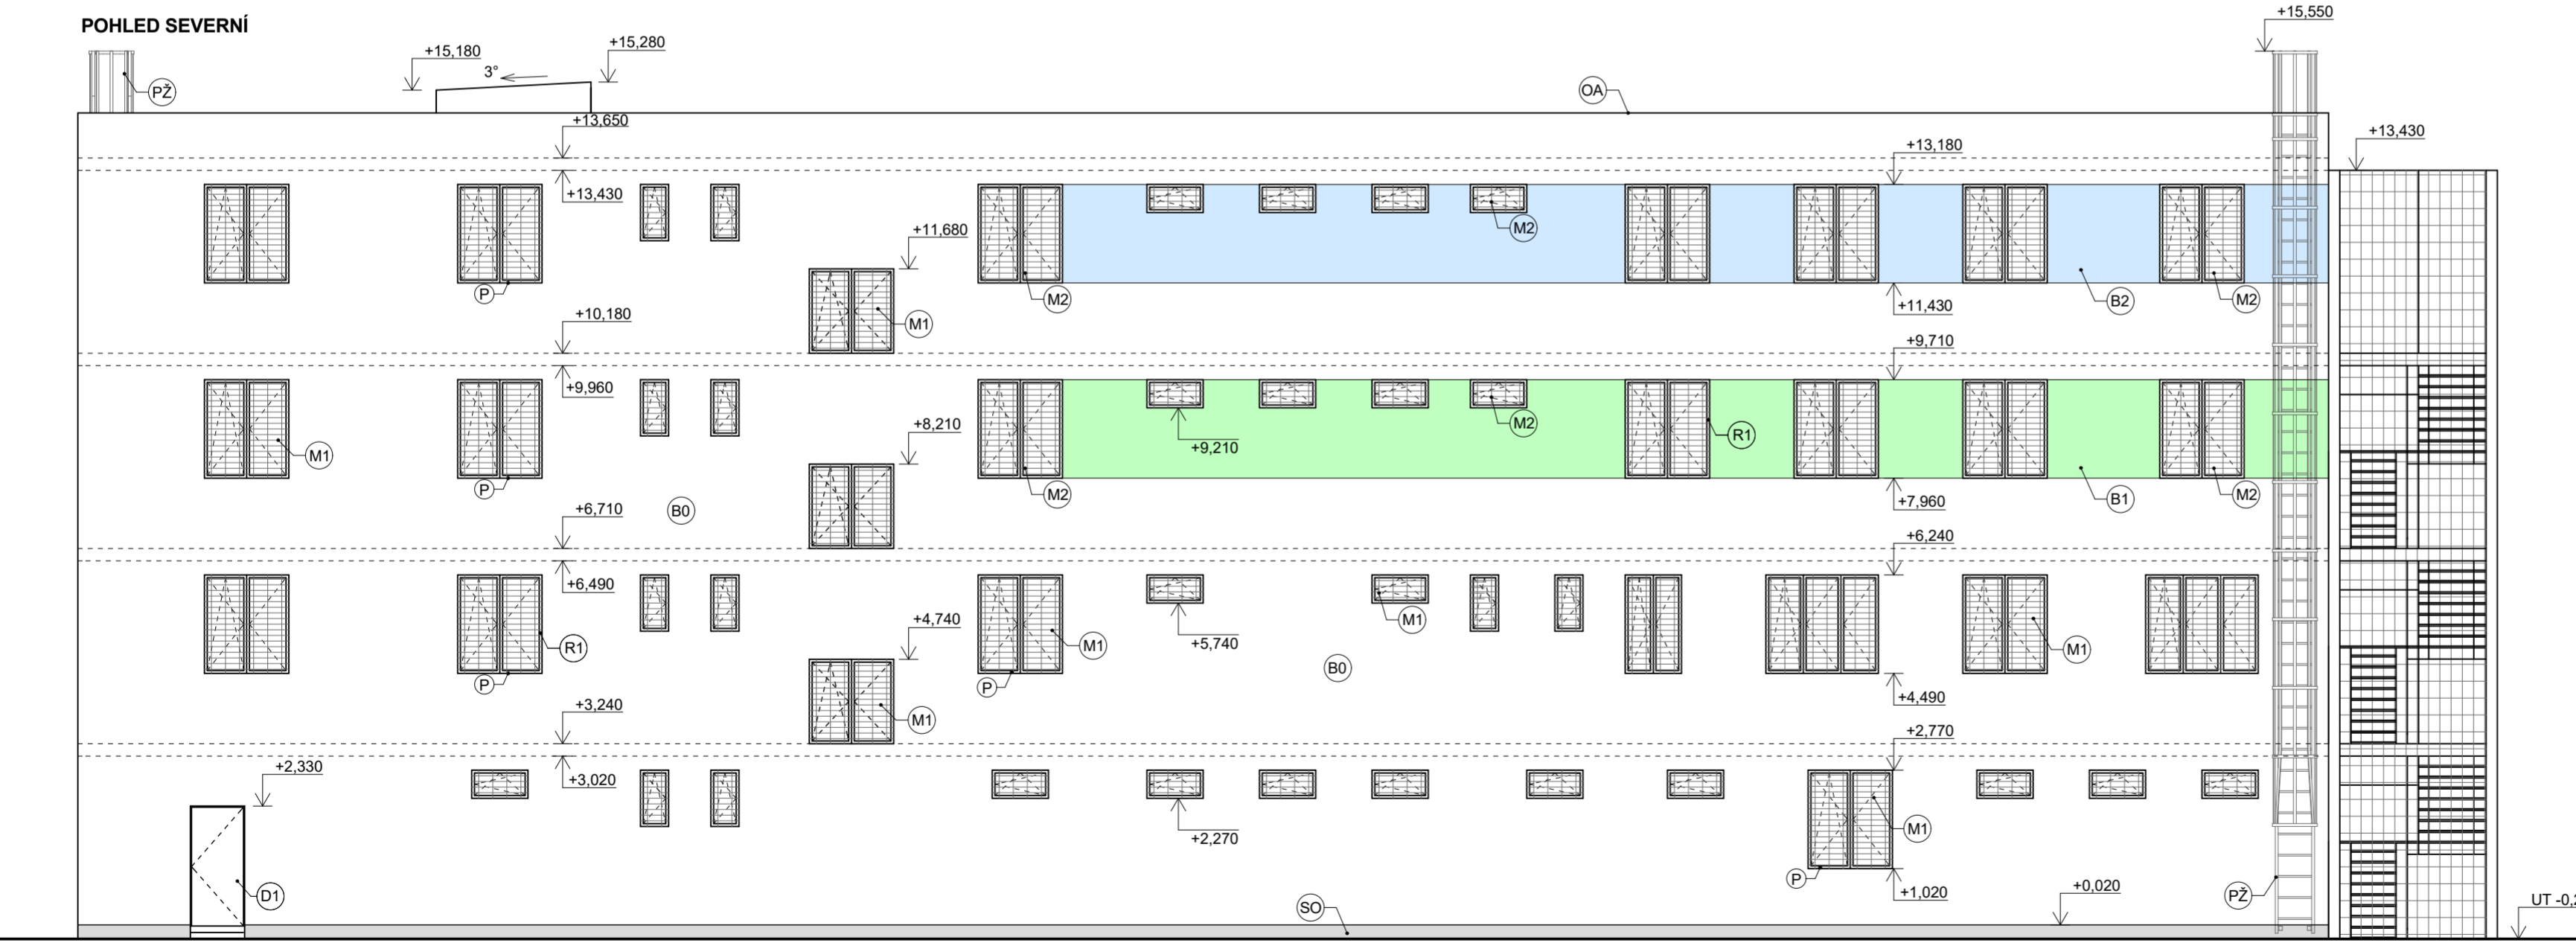 POHLED SEVERNÍ
+15,550
+15,180
3°
+15,280
PŽ
OA
+13,650
+13,430
+13,180
+13,430
M2
+11,680
P
M2
B2
M2
M1
+11,430
+10,180
+9,710
+9,960
M2
R1
+9,210
M1
+8,210
P
M2
B1
M2
+7,960
B0
+6,710
+6,240
+6,490
+4,740
M1
R1
M1
+5,740
M1
B0
P
P
+4,490
+3,240
M1
+2,770
+2,330
+3,020
+2,270
M1
P
D1
+1,020
+0,020
PŽ
SO
UT -0,